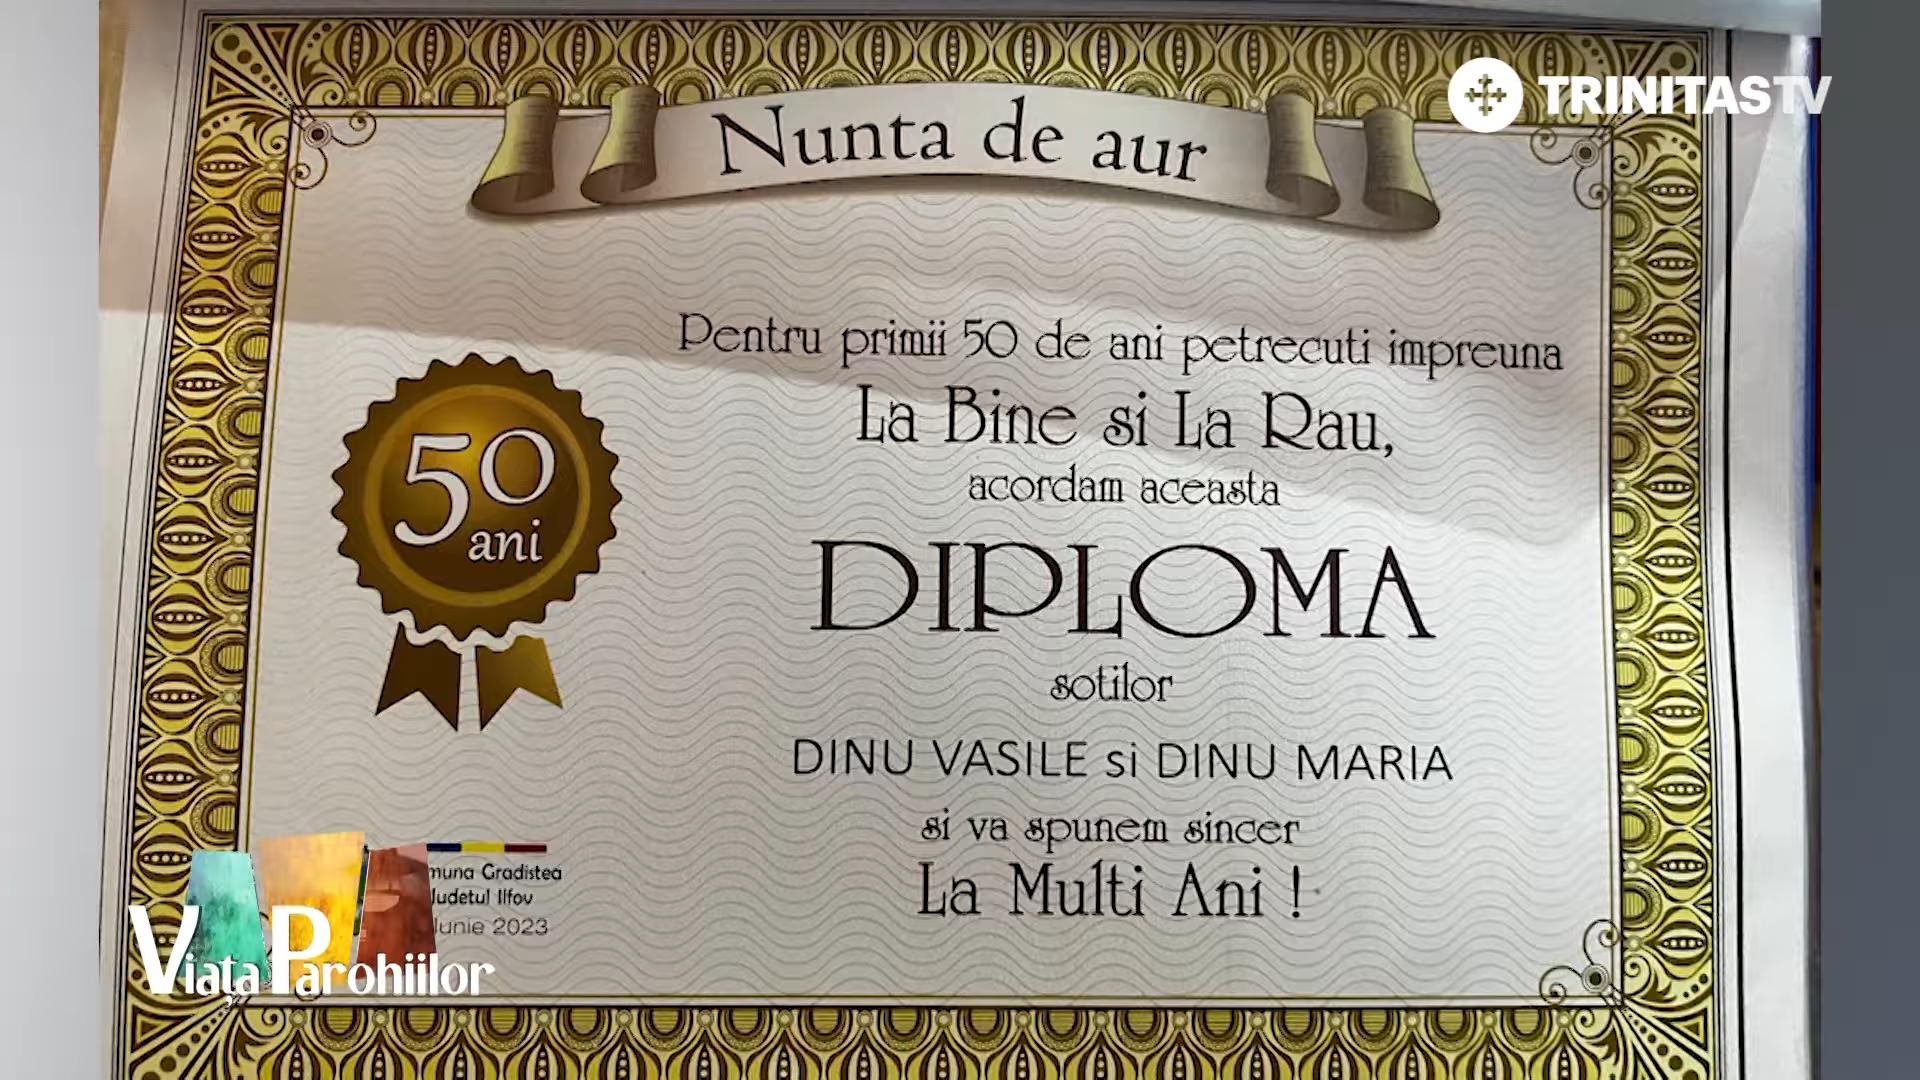 TRINITAS TV
Nunta de aur
Pentru primii 50 de ani petrecuti impreuna
La Bine si La Rau,
acordam aceasta
DIPLOMA
sotilor
DINU VASILE si DINU MARIA
si va spunem sincer
La Multi Ani !
50
ani
Gradistea
Judetul Ilfov
Iunie 2023
Viața Parohiilor